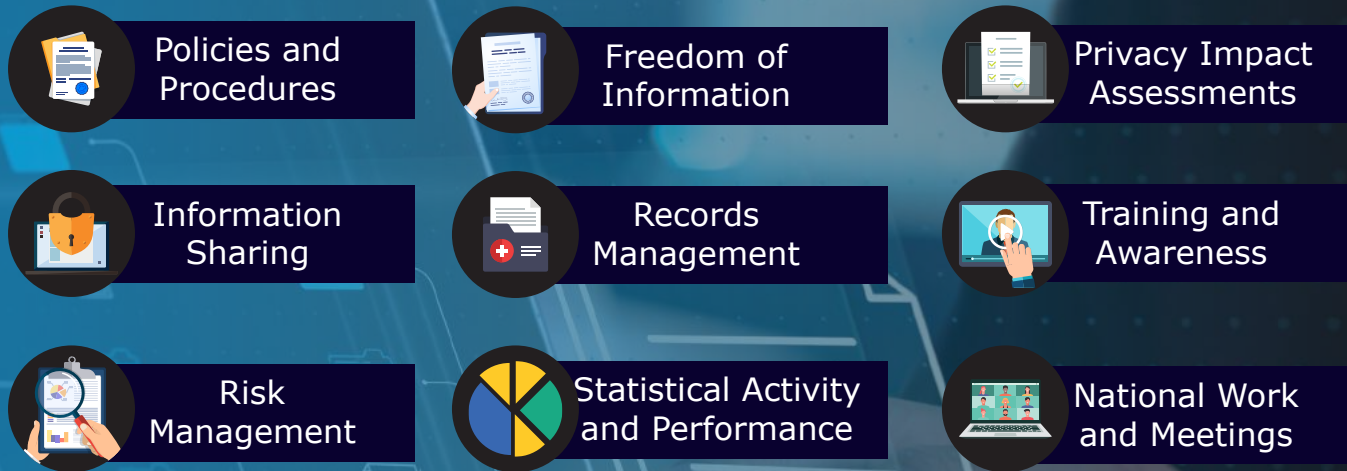 Policies and
Procedures
Freedom of
Information
Privacy Impact
Assessments
Information
Sharing
Records
Management
Training and
Awareness
Risk
Management
Statistical Activity
and Performance
National Work
and Meetings